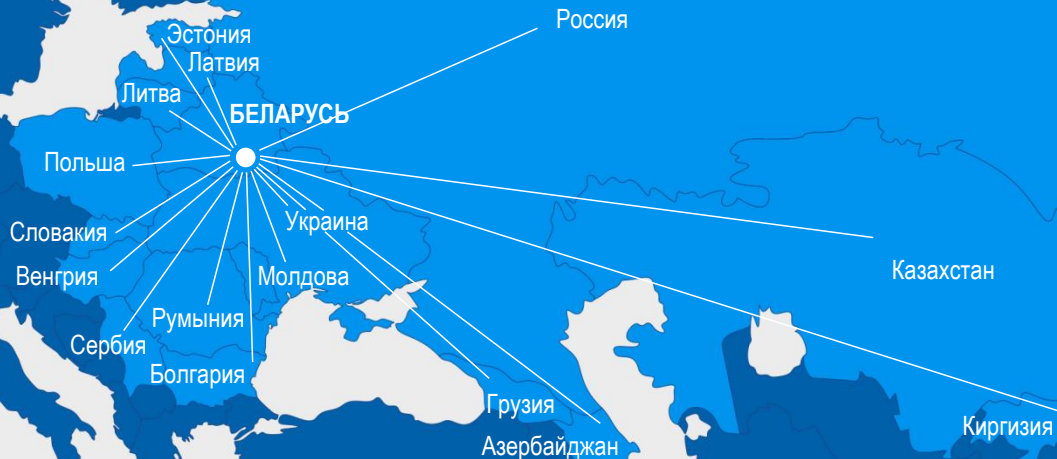 Россия
Эстония
Латвия
Литва
БЕЛАРУСЬ
Польша
Словакия
Украина
Венгрия
Молдова
Казахстан
Румыния
Сербия
Болгария
Грузия
Киргизия
Азербайджан